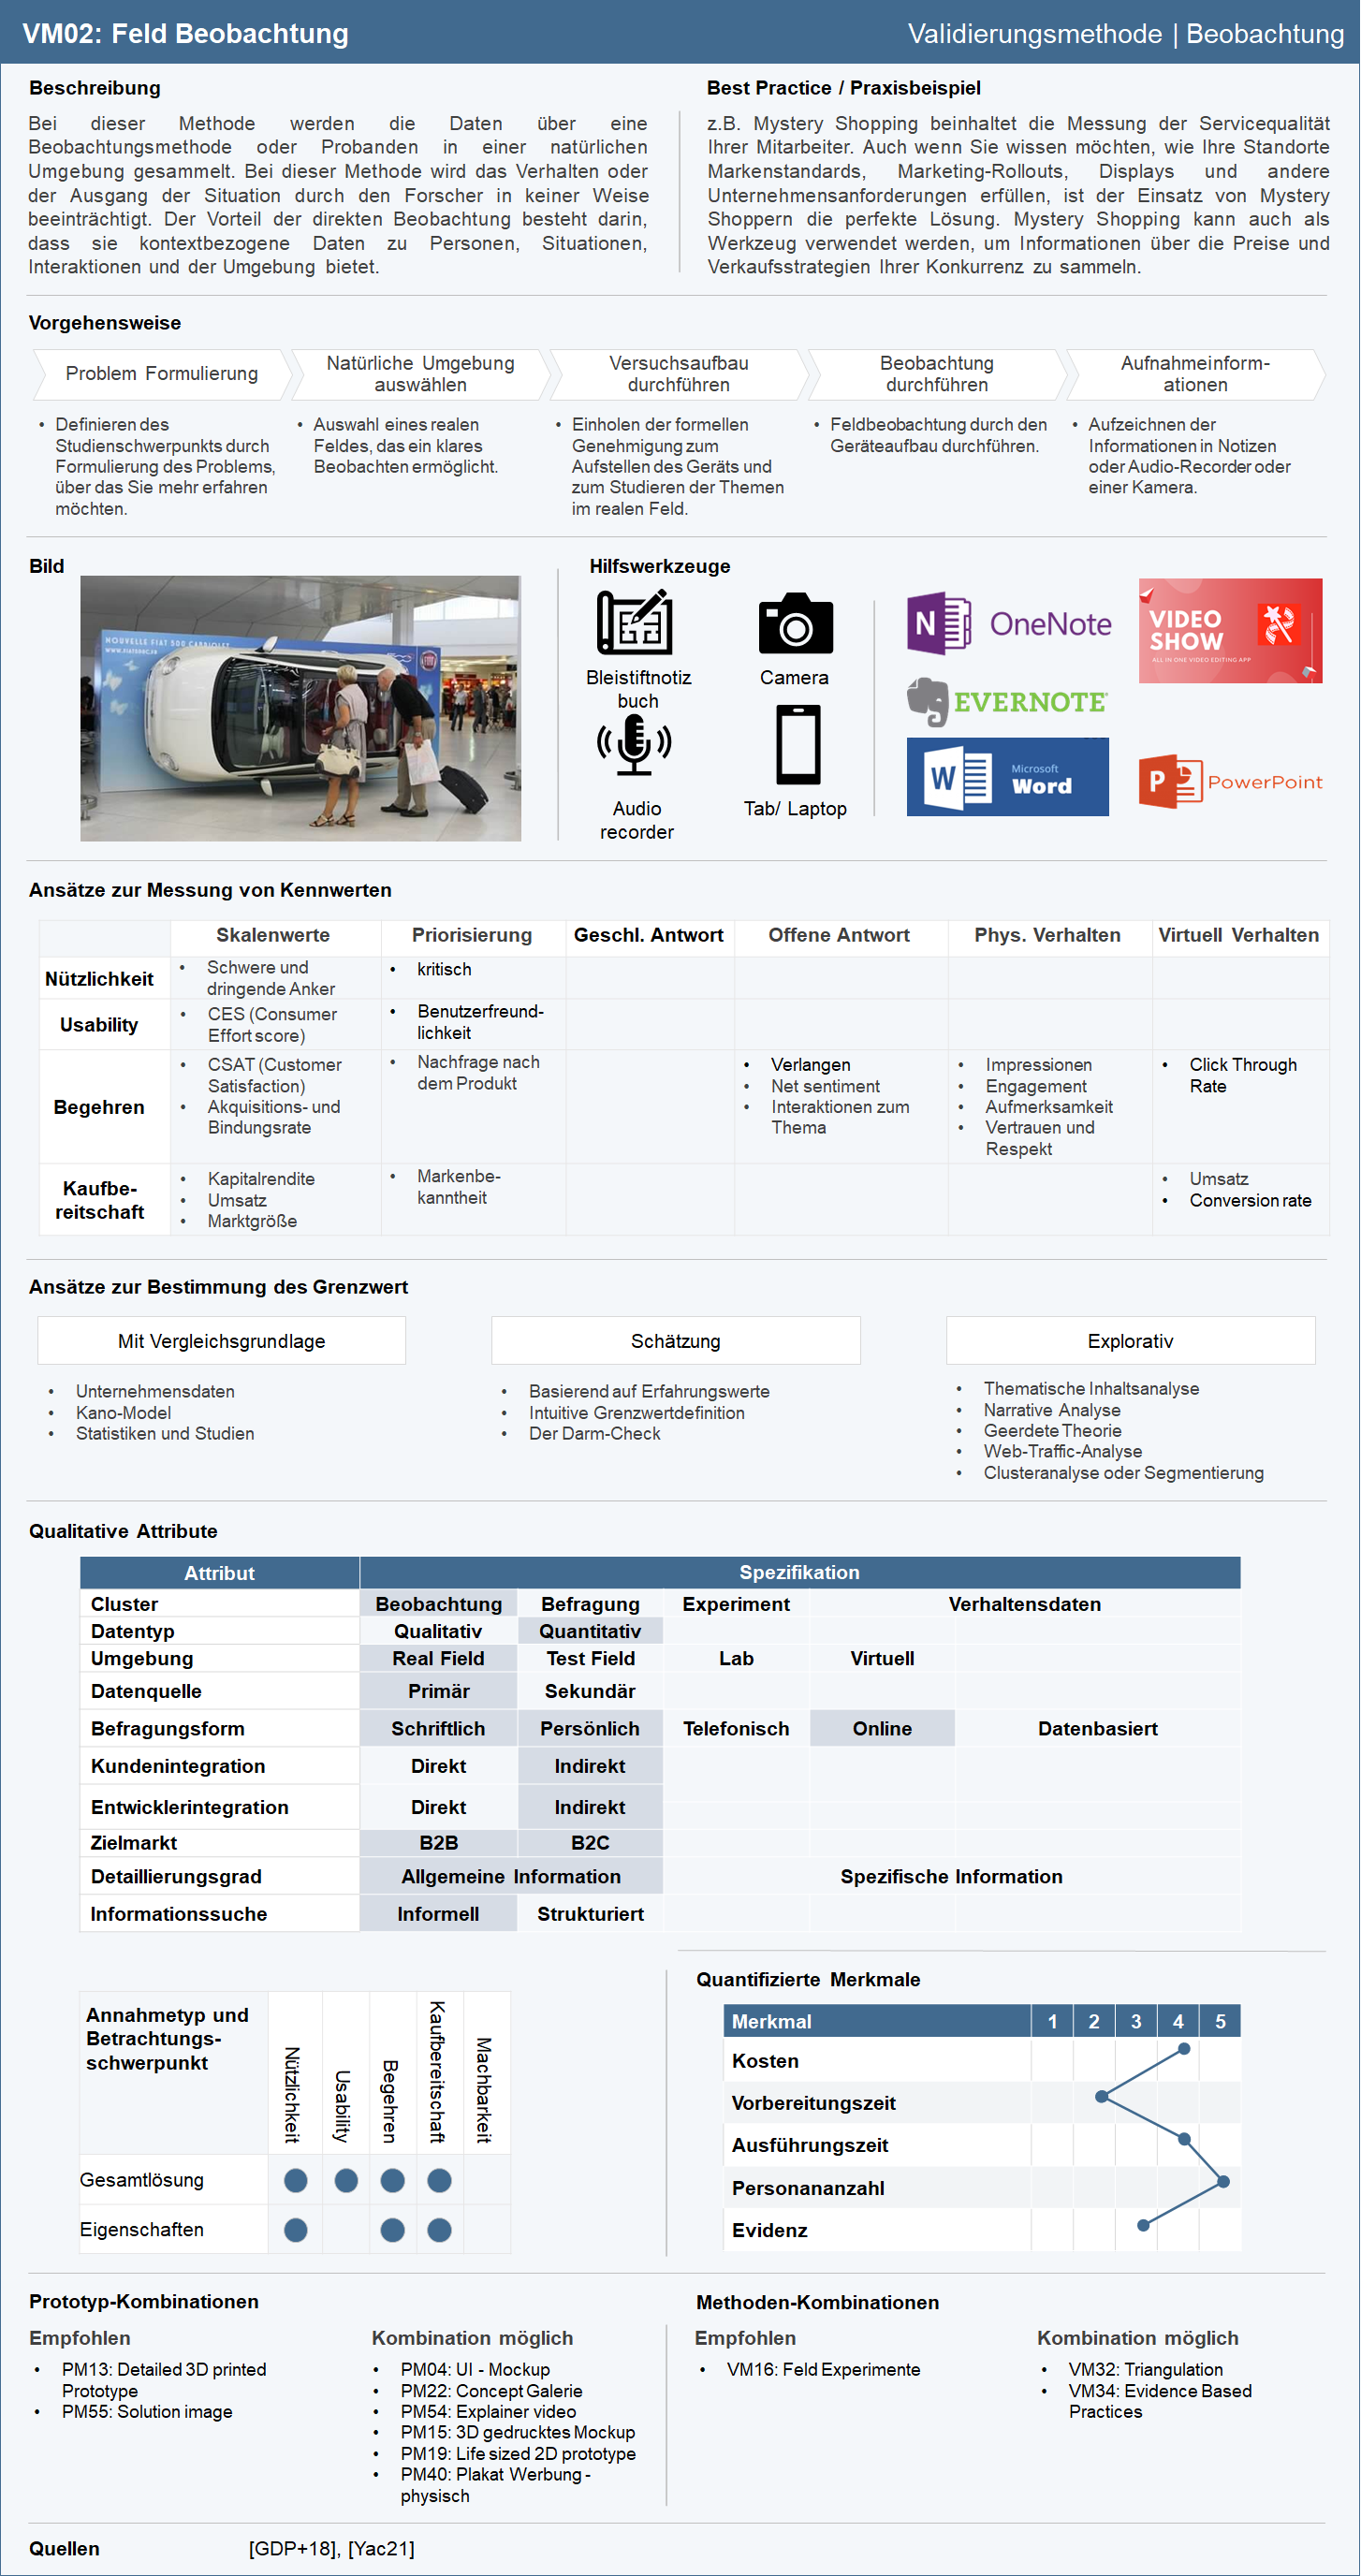 VM02: Feld Beobachtung
Validierungsmethode | Beobachtung
Beschreibung
Bei dieser Methode werden die Daten über eine
Beobachtungsmethode oder Probanden in einer natürlichen
Umgebung gesammelt. Bei dieser Methode wird das Verhalten oder
der Ausgang der Situation durch den Forscher in keiner Weise
beeinträchtigt. Der Vorteil der direkten Beobachtung besteht darin,
dass sie kontextbezogene Daten zu Personen, Situationen,
Interaktionen und der Umgebung bietet.
Best Practice / Praxisbeispiel
z.B. Mystery Shopping beinhaltet die Messung der Servicequalität
Ihrer Mitarbeiter. Auch wenn Sie wissen möchten, wie Ihre Standorte
Markenstandards, Marketing-Rollouts, Displays und andere
Unternehmensanforderungen erfüllen, ist der Einsatz von Mystery
Shoppern die perfekte Lösung. Mystery Shopping kann auch als
Werkzeug verwendet werden, um Informationen über die Preise und
Verkaufsstrategien Ihrer Konkurrenz zu sammeln.
Vorgehensweise
Problem Formulierung
• Definieren des
Studienschwerpunkts durch
Formulierung des Problems,
über das Sie mehr erfahren
möchten.
Natürliche Umgebung
auswählen
• Auswahl eines realen
Feldes, das ein klares
Beobachten ermöglicht.
Versuchsaufbau
durchführen
• Einholen der formellen
Genehmigung zum
Aufstellen des Geräts und
zum Studieren der Themen
im realen Feld.
Beobachtung
durchführen
• Feldbeobachtung durch den
Geräteaufbau durchführen.
Aufnahmeinform-
ationen
• Aufzeichnen der
Informationen in Notizen
oder Audio-Recorder oder
einer Kamera.
Bild
NOUVELLE FIAT 500 CABRIOLET
Hilfswerkzeuge
Bleistiftnotiz
buch
Camera
Audio
recorder
Tab/ Laptop
N OneNote
VIDEO
SHOW
ALL IN ONE VIDEO EDITING APP
EVERNOTE
W Microsoft
Word
P PowerPoint
Ansätze zur Messung von Kennwerten
Skalenwerte Priorisierung Geschl. Antwort Offene Antwort Phys. Verhalten Virtuell Verhalten
Nützlichkeit
• Schwere und
dringende Anker
• kritisch
Usability
• CES (Consumer
Effort score)
• Benutzerfreund-
lichkeit
Begehren
• CSAT (Customer
Satisfaction)
• Akquisitions- und
Bindungsrate
• Nachfrage nach
dem Produkt
• Verlangen
• Net sentiment
• Interaktionen zum
Thema
• Impressionen
• Engagement
• Aufmerksamkeit
• Vertrauen und
Respekt
• Click Through
Rate
Kaufbe-
reitschaft
• Kapitalrendite
• Umsatz
• Marktgröße
• Markenbe-
kanntheit
• Umsatz
• Conversion rate
Ansätze zur Bestimmung des Grenzwert
Mit Vergleichsgrundlage
• Unternehmensdaten
• Kano-Model
• Statistiken und Studien
Schätzung
• Basierend auf Erfahrungswerte
• Intuitive Grenzwertdefinition
• Der Darm-Check
Explorativ
• Thematische Inhaltsanalyse
• Narrative Analyse
• Geerdete Theorie
• Web-Traffic-Analyse
• Clusteranalyse oder Segmentierung
Qualitative Attribute
Attribut Spezifikation
Cluster Beobachtung Befragung Experiment Verhaltensdaten
Datentyp Qualitativ Quantitativ
Umgebung Real Field Test Field Lab Virtuell
Datenquelle Primär Sekundär
Befragungsform Schriftlich Persönlich Telefonisch Online Datenbasiert
Kundenintegration Direkt Indirekt
Entwicklerintegration Direkt Indirekt
Zielmarkt B2B B2C
Detaillierungsgrad Allgemeine Information Spezifische Information
Informationssuche Informell Strukturiert
Annahmetyp und
Betrachtungs-
schwerpunkt
Nützlichkeit
Usability
Begehren
Kaufbereitschaft
Machbarkeit
Gesamtlösung
Eigenschaften
Quantifizierte Merkmale
Merkmal 1 2 3 4 5
Kosten
Vorbereitungszeit
Ausführungszeit
Personananzahl
Evidenz
Prototyp-Kombinationen
Empfohlen
• PM13: Detailed 3D printed
Prototype
• PM55: Solution image
Kombination möglich
• PM04: UI - Mockup
• PM22: Concept Galerie
• PM54: Explainer video
• PM15: 3D gedrucktes Mockup
• PM19: Life sized 2D prototype
• PM40: Plakat Werbung -
physisch
Methoden-Kombinationen
Empfohlen
• VM16: Feld Experimente
Kombination möglich
• VM32: Triangulation
• VM34: Evidence Based
Practices
Quellen [GDP+18], [Yac21]